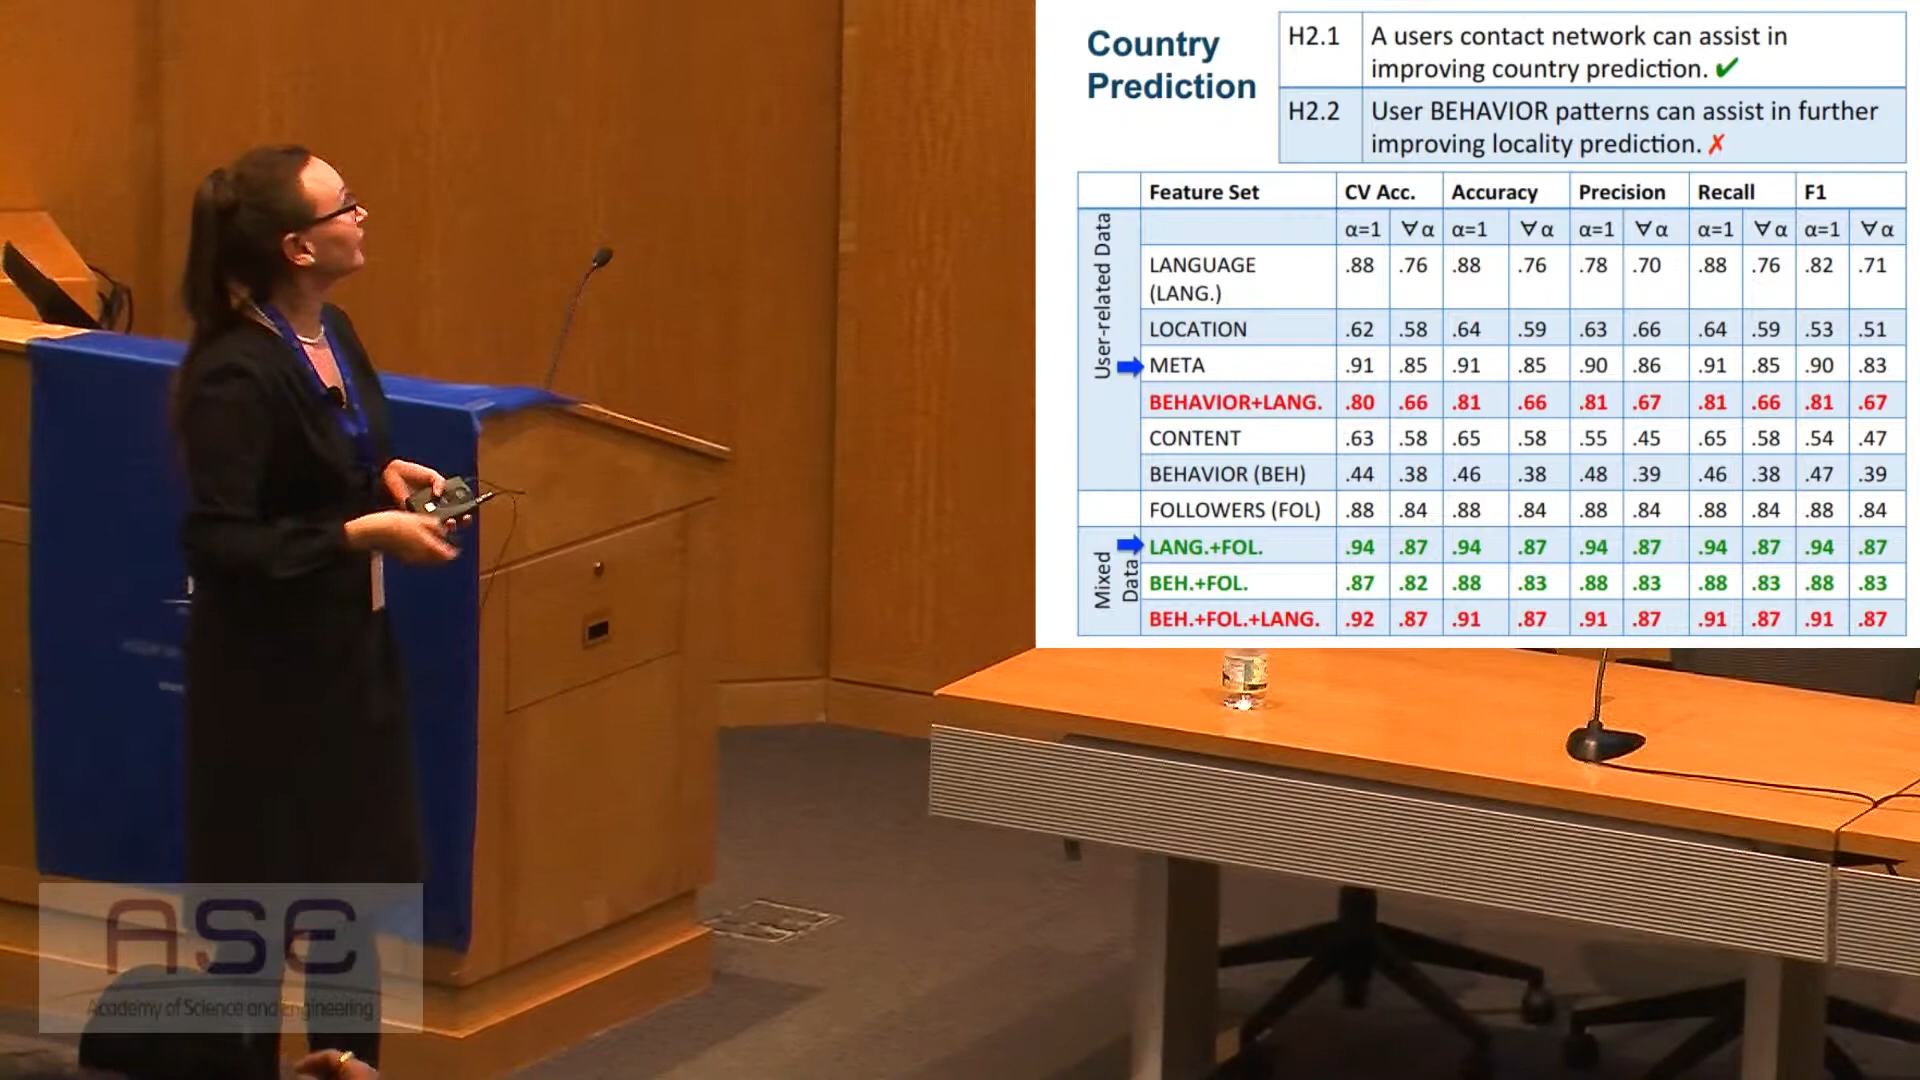 Country
Prediction
H2.1 A users contact network can assist in
improving country prediction. ✔
H2.2 User BEHAVIOR patterns can assist in further
improving locality prediction. ✗
Feature Set CV Acc. Accuracy Precision Recall F1
α=1 ∀α α=1 ∀α α=1 ∀α α=1 ∀α α=1 ∀α
User-related Data
LANGUAGE .88 .76 .88 .76 .78 .70 .88 .76 .82 .71
(LANG.)
LOCATION .62 .58 .64 .59 .63 .66 .64 .59 .53 .51
META .91 .85 .91 .85 .90 .86 .91 .85 .90 .83
BEHAVIOR+LANG. .80 .66 .81 .66 .81 .67 .81 .66 .81 .67
CONTENT .63 .58 .65 .58 .55 .45 .65 .58 .54 .47
BEHAVIOR (BEH) .44 .38 .46 .38 .48 .39 .46 .38 .47 .39
FOLLOWERS (FOL) .88 .84 .88 .84 .88 .84 .88 .84 .88 .84
Mixed
Data
LANG.+FOL. .94 .87 .94 .87 .94 .87 .94 .87 .94 .87
BEH.+FOL. .87 .82 .88 .83 .88 .83 .88 .83 .88 .83
BEH.+FOL.+LANG. .92 .87 .91 .87 .91 .87 .91 .87 .91 .87
ASE
Academy of Science and Engineering